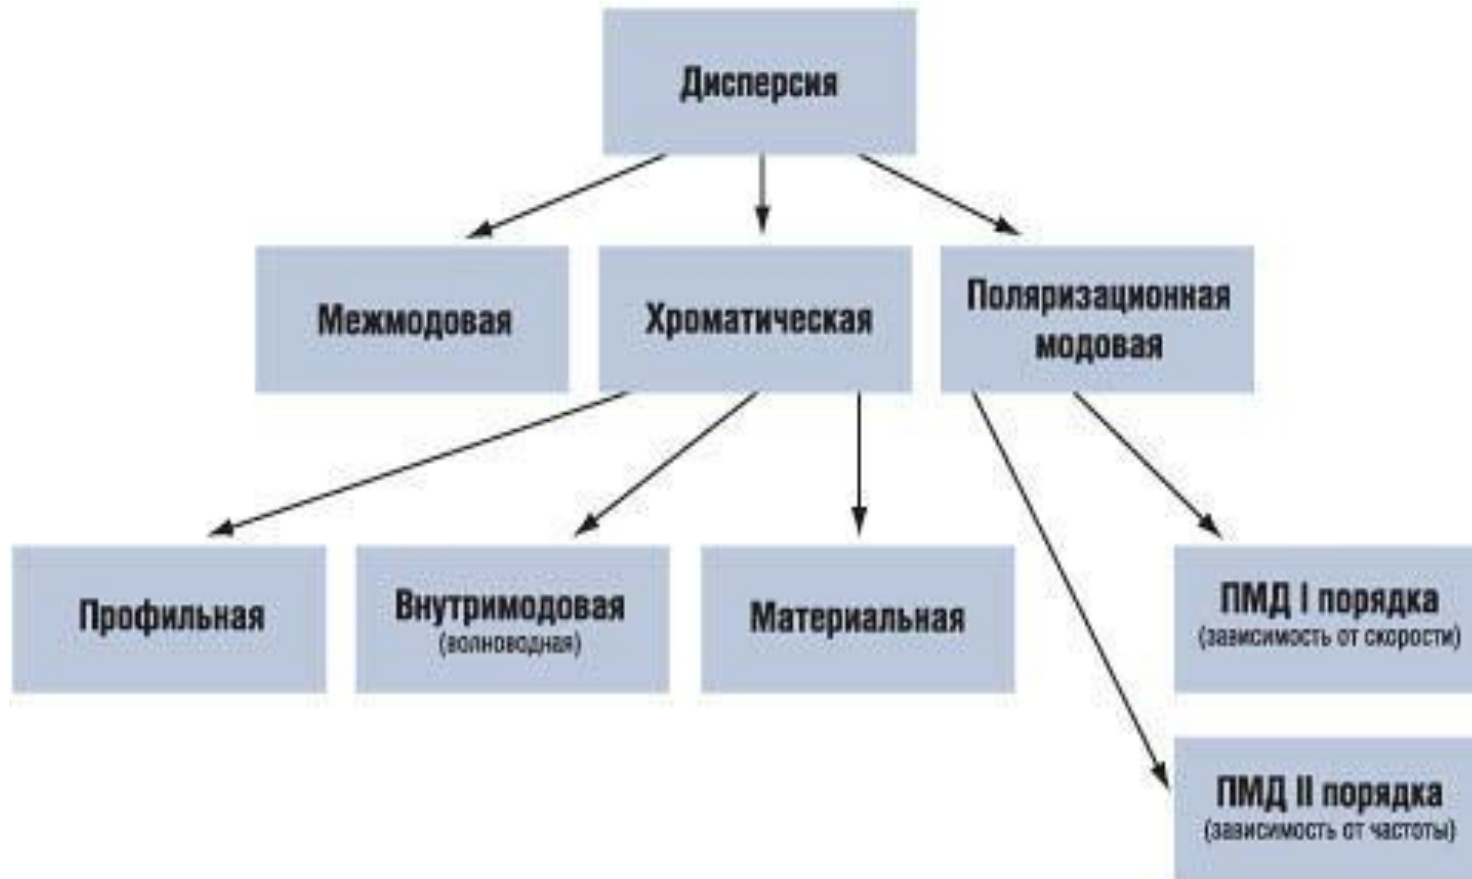 Дисперсия
Межмодовая
Хроматическая
Поляризационная
модовая
Профильная
Внутримодовая
(волноводная)
Материальная
ПМД I порядка
(зависимость от скорости)
ПМД II порядка
(зависимость от частоты)